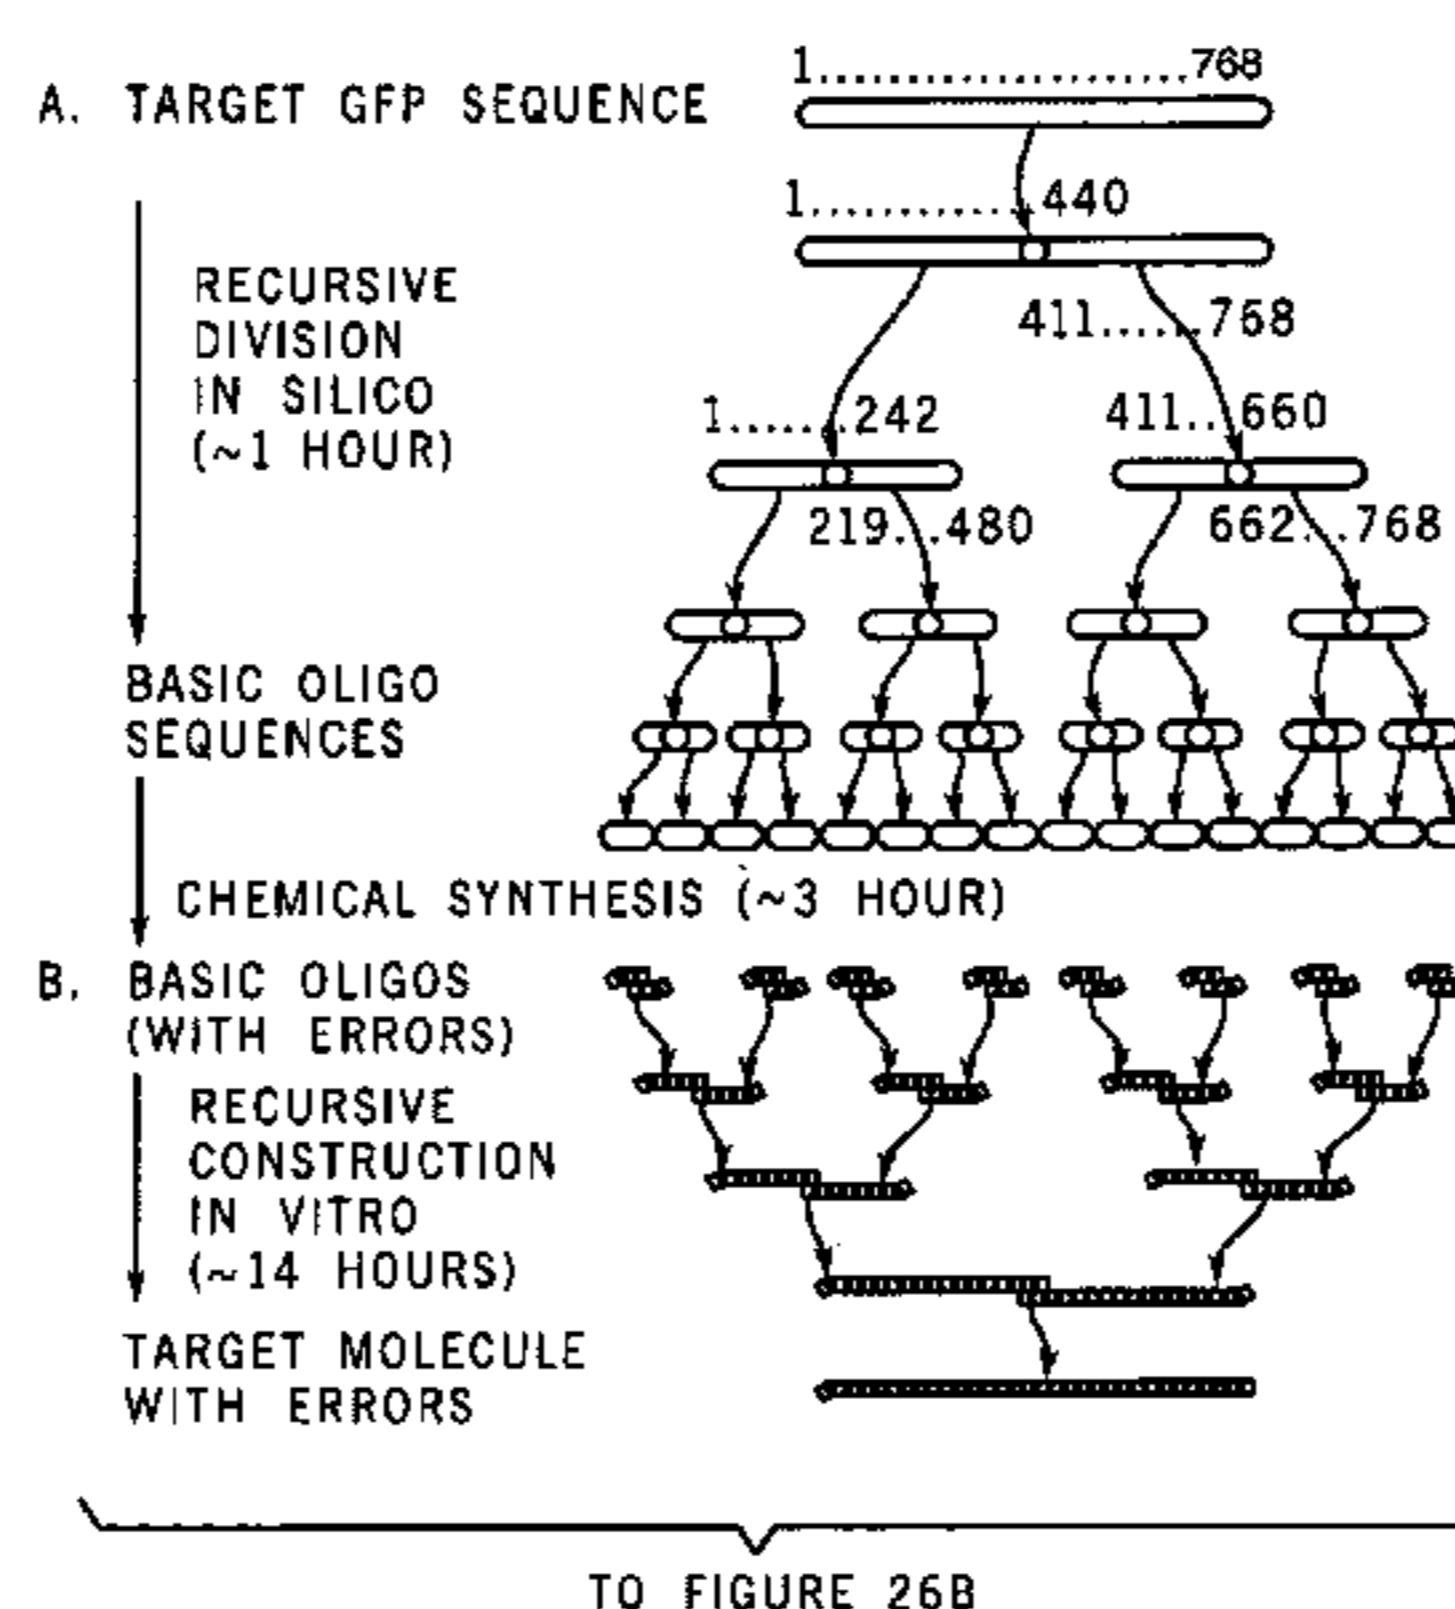 1......................768
A. TARGET GFP SEQUENCE
1.............440
RECURSIVE
DIVISION
IN SILICO
(~1 HOUR)
411.......768
1........242
411...660
219...480
662...768
BASIC OLIGO
SEQUENCES
CHEMICAL SYNTHESIS (~3 HOUR)
B. BASIC OLIGOS
(WITH ERRORS)
RECURSIVE
CONSTRUCTION
IN VITRO
(~14 HOURS)
TARGET MOLECULE
WITH ERRORS
TO FIGURE 26B